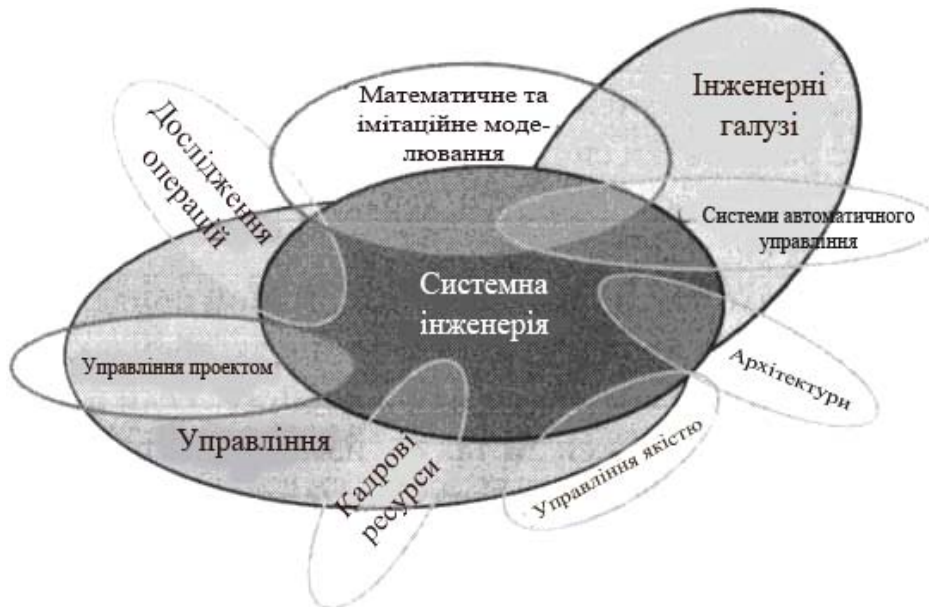 Математичне та
імітаційне моде-
лювання
Інженерні
галузі
Дослідження
операцій
Системи автоматичного
управління
Системна
інженерія
Управління проектом
Архітектури
Управління
Кадрові
ресурси
Управління якістю